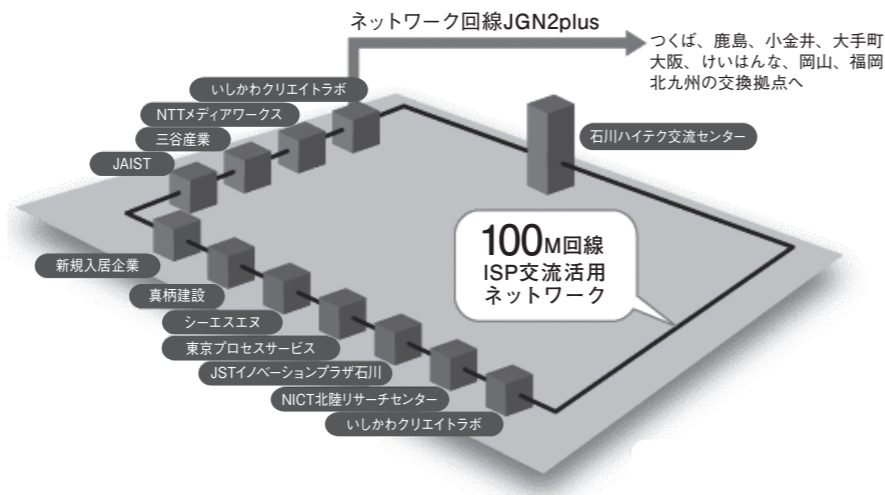 ネットワーク回線JGN2plus
つくば、鹿島、小金井、大手町
大阪、けいはんな、岡山、福岡
北九州の交換拠点へ
いしかわクリエイトラボ
NTTメディアワークス
三谷産業
JAIST
石川ハイテク交流センター
100M回線
ISP交流活用
ネットワーク
新規入居企業
真柄建設
シーエスエヌ
東京プロセスサービス
JSTイノベーションプラザ石川
NICT北陸リサーチセンター
いしかわクリエイトラボ